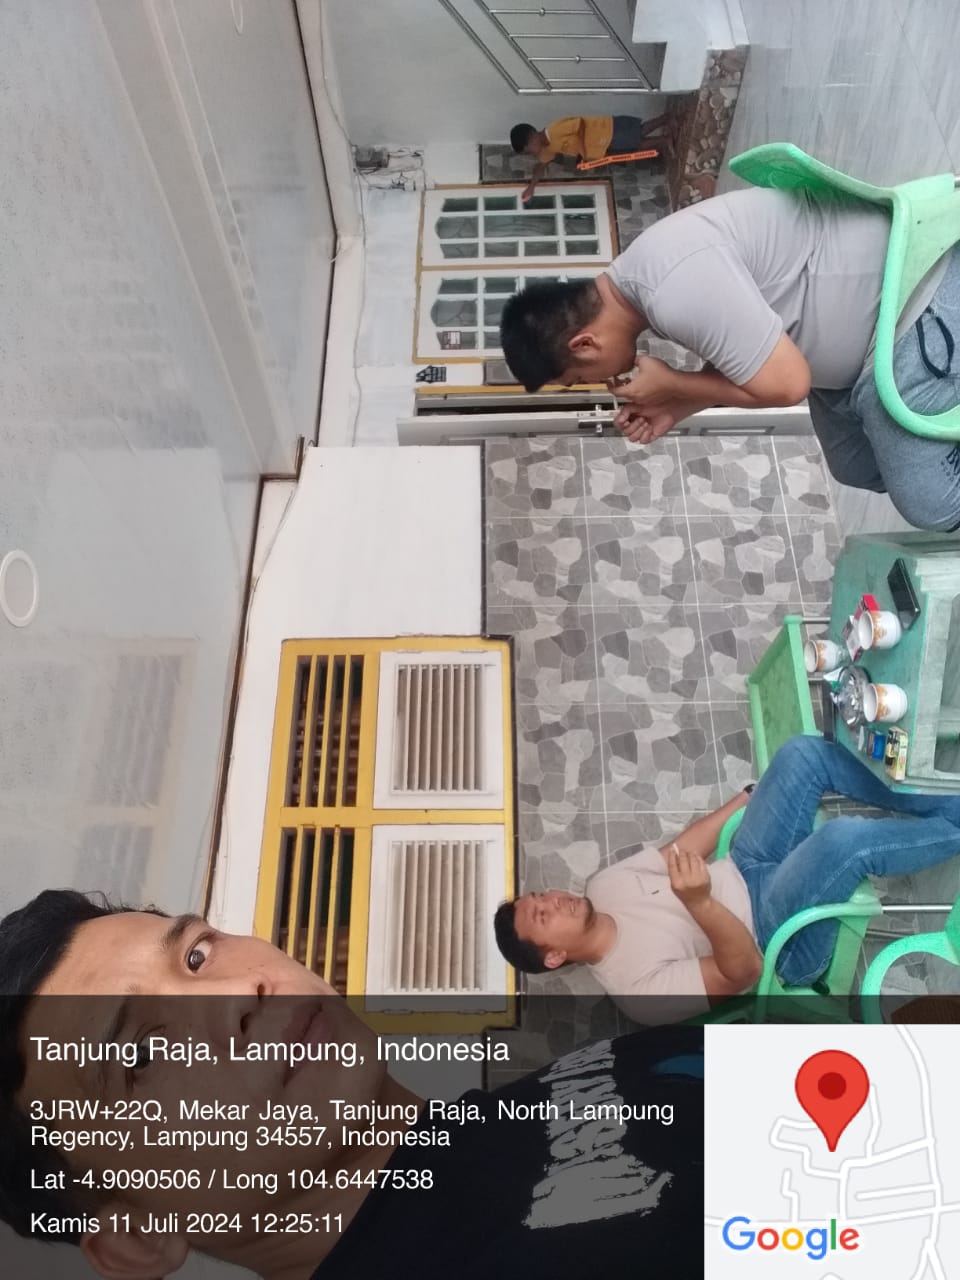 Tanjung Raja, Lampung, Indonesia
3JRW+22Q, Mekar Jaya, Tanjung Raja, North Lampung
Regency, Lampung 34557, Indonesia
Lat -4.9090506 / Long 104.6447538
Kamis 11 Juli 2024 12:25:11
Google